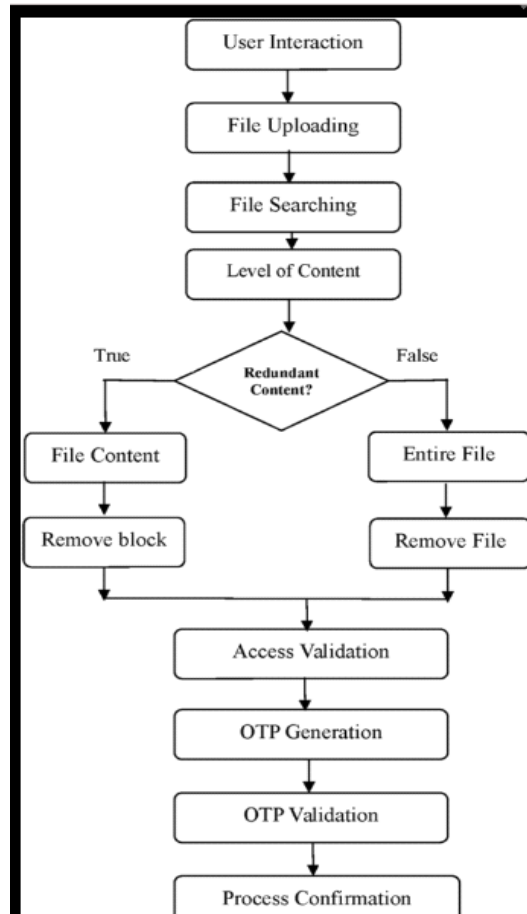 User Interaction
File Uploading
File Searching
Level of Content
True
False
Redundant
Content?
File Content
Entire File
Remove block
Remove File
Access Validation
OTP Generation
OTP Validation
Process Confirmation